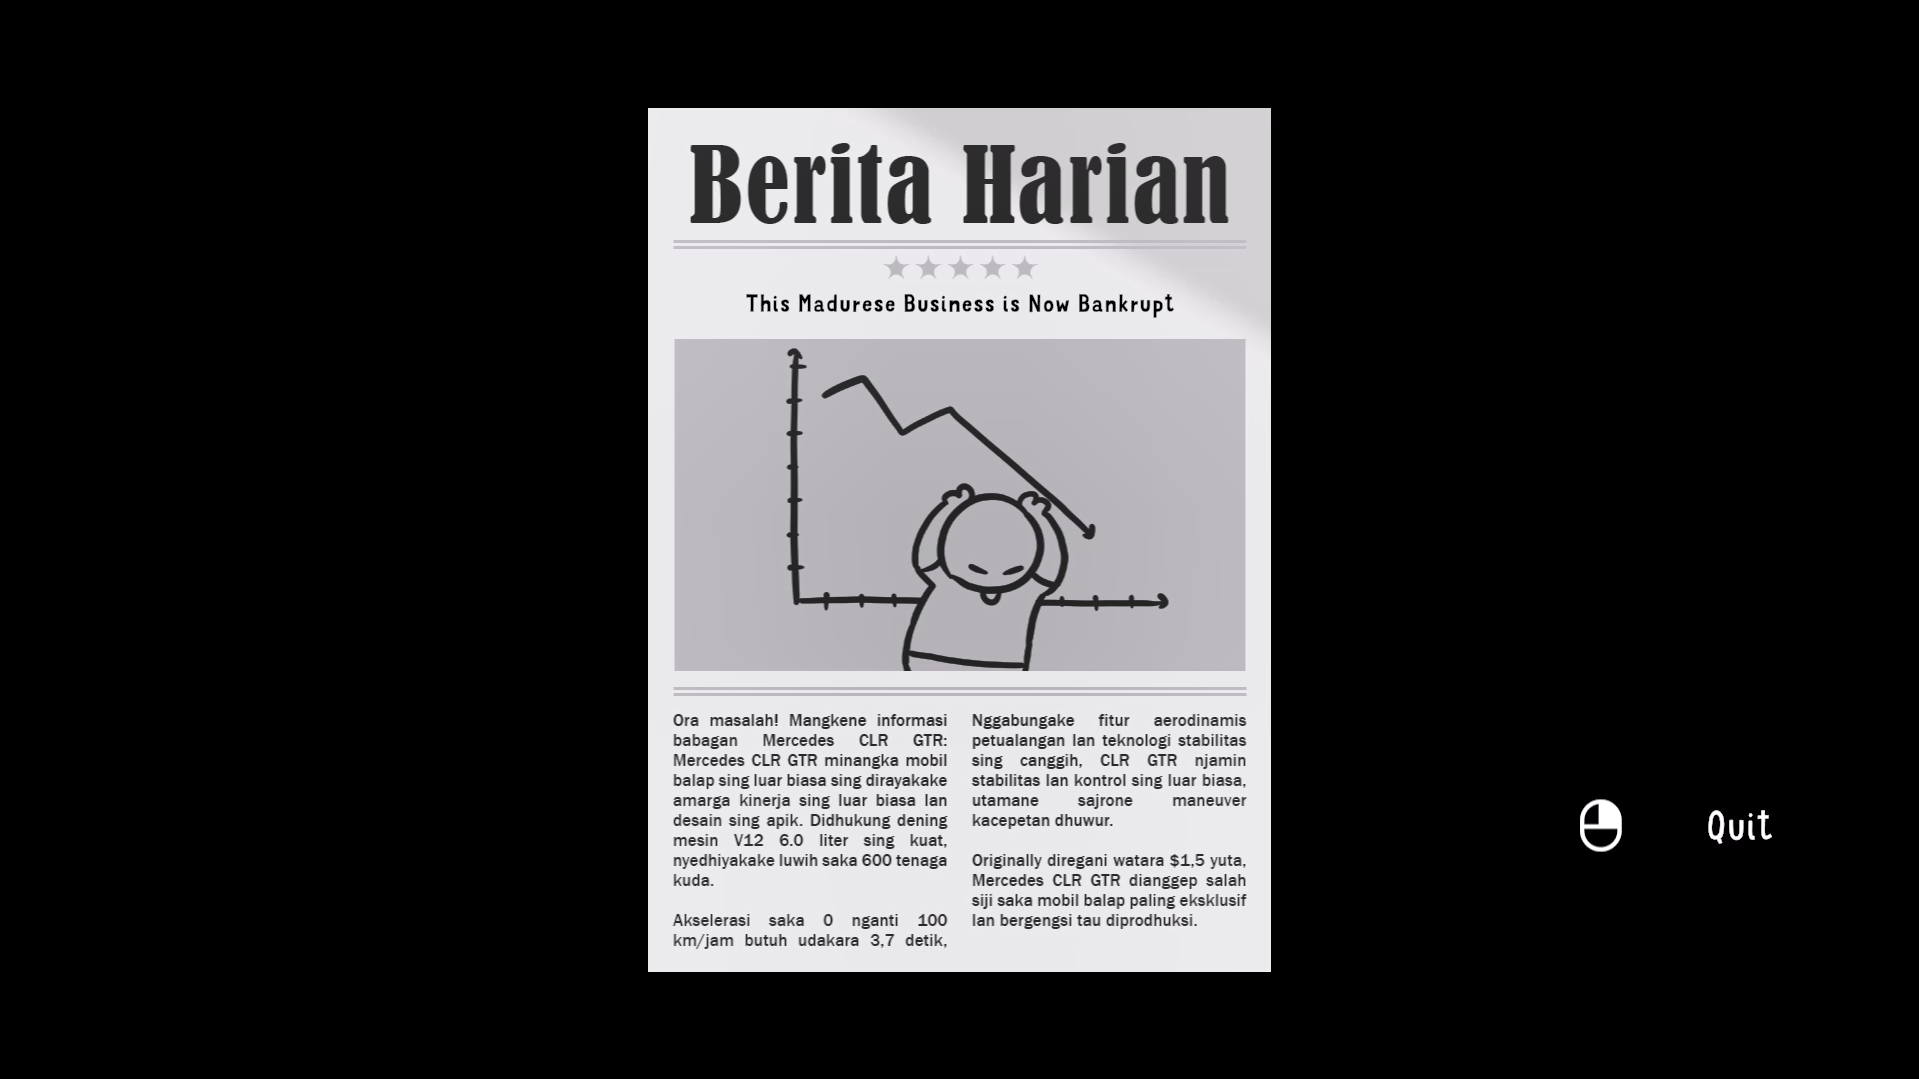 Berita Harian
This Madurese Business is Now Bankrupt
Ora masalah! Mangkene informasi
babagan Mercedes CLR GTR:
Mercedes CLR GTR minangka mobil
balap sing luar biasa sing dirayakake
amarga kinerja sing luar biasa lan
desain sing apik. Didhukung dening
mesin V12 6.0 liter sing kuat,
nyedhiyakake luwih saka 600 tenaga
kuda.
Akselerasi saka 0 nganti 100
km/jam butuh udakara 3,7 detik,
Nggabungake fitur aerodinamis
petualangan lan teknologi stabilitas
sing canggih, CLR GTR njamin
stabilitas lan kontrol sing luar biasa,
utamane sajrone maneuver
kacepetan dhuwur.
Originally diregani watara $1,5 yuta,
Mercedes CLR GTR dianggep salah
siji saka mobil balap paling eksklusif
lan bergengsi tau diprodhuksi.
Quit